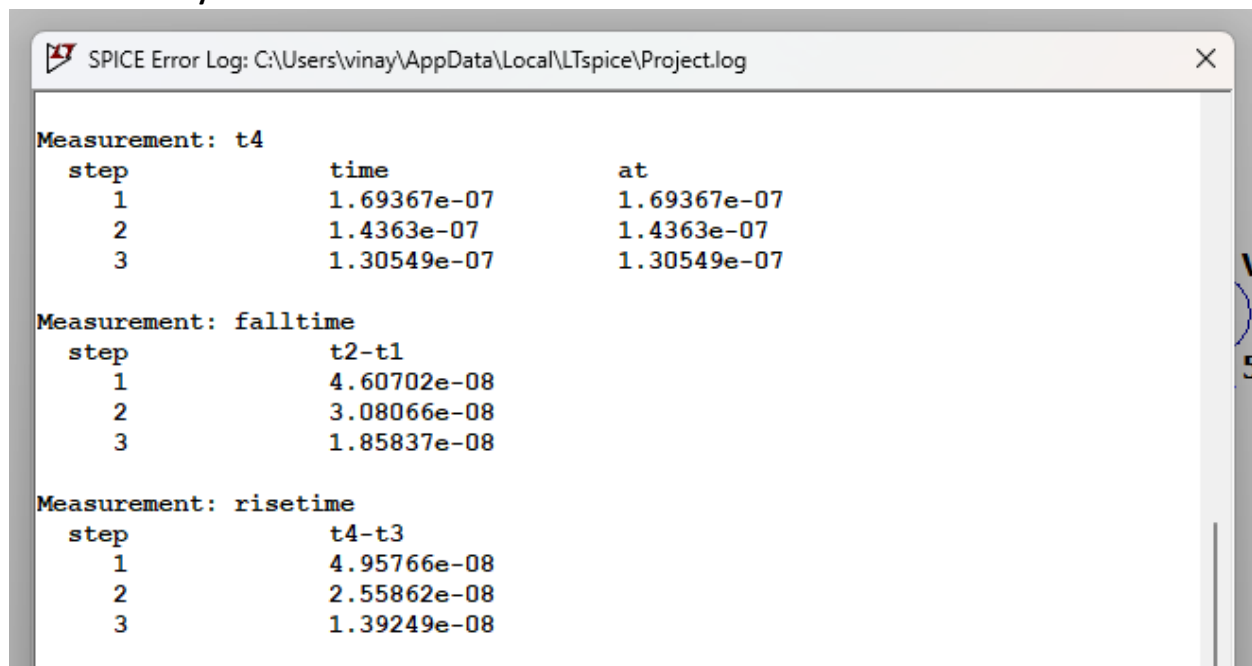 SPICE Error Log: C:\Users\vinay\AppData\Local\LTspice\Project.log
Measurement: t4
step time at
1 1.69367e-07 1.69367e-07
2 1.4363e-07 1.4363e-07
3 1.30549e-07 1.30549e-07
Measurement: falltime
step t2-t1
1 4.60702e-08
2 3.08066e-08
3 1.85837e-08
Measurement: risetime
step t4-t3
1 4.95766e-08
2 2.55862e-08
3 1.39249e-08